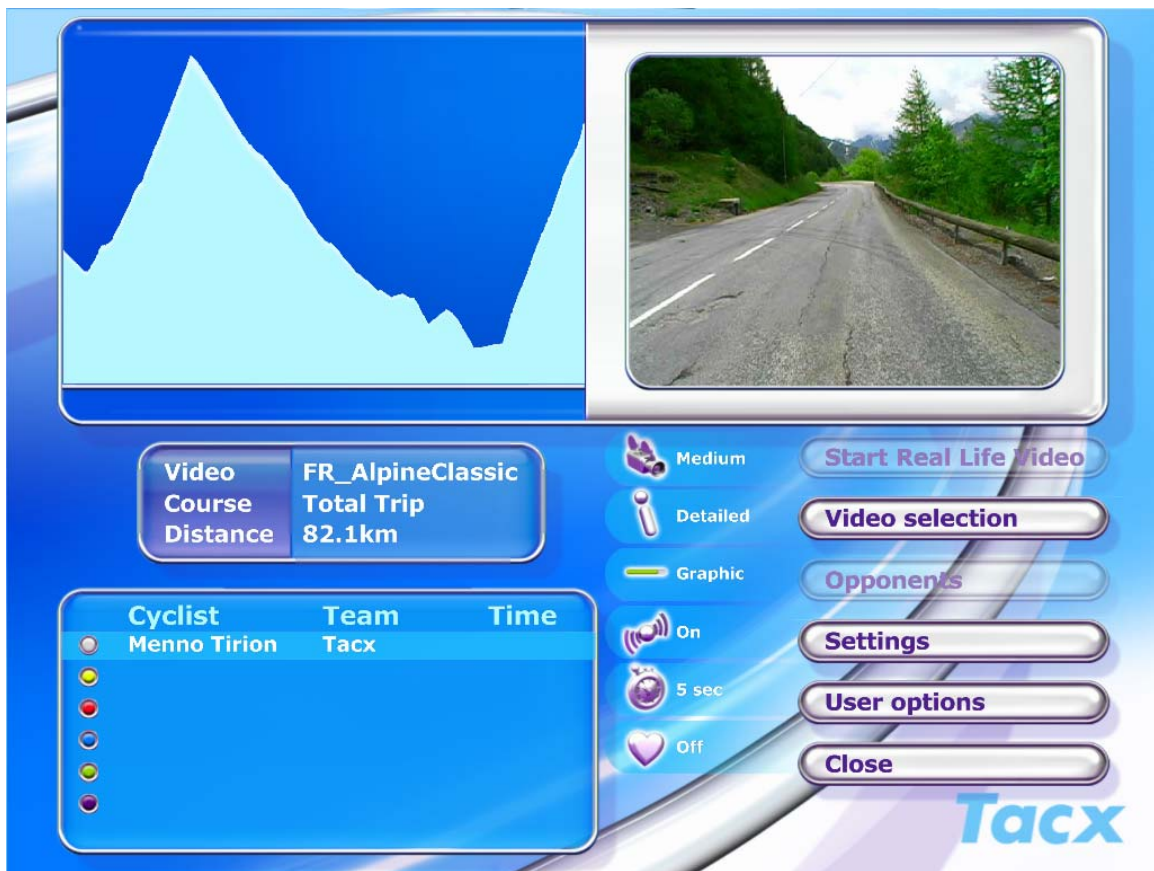 Video FR_AlpineClassic
Course Total Trip
Distance 82.1km
Cyclist Team Time
Menno Tirion Tacx
Medium
Detailed
Graphic
On
5 sec
Off
Start Real Life Video
Video selection
Opponents
Settings
User options
Close
Tacx